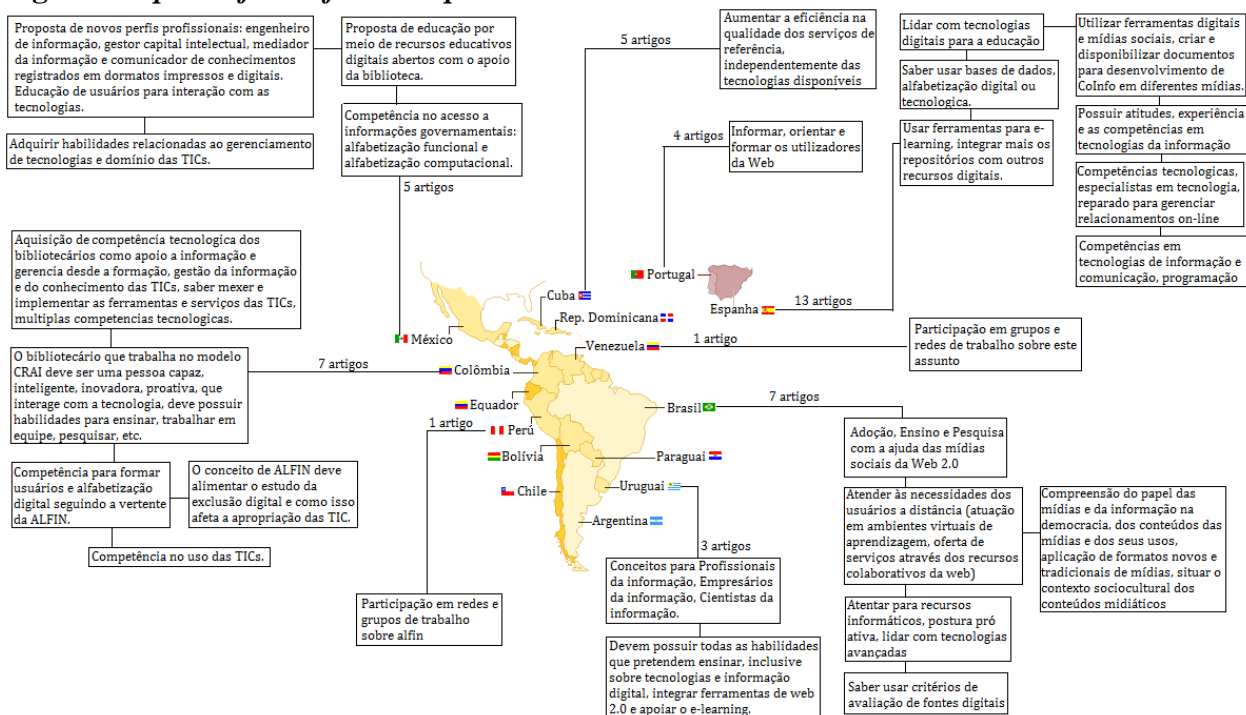 Proposta de novos perfis profissionais: engenheiro
de informação, gestor capital intelectual, mediador
da informação e comunicador de conhecimentos
registrados em dormatos impressos e digitais.
Educação de usuários para interação com as
tecnologias.
Adquirir habilidades relacionadas ao gerenciamento
de tecnologias e domínio das TICs.
Proposta de educação por
meio de recursos educativos
digitais abertos com o apoio
da biblioteca.
Competência no acesso a
informações governamentais:
alfabetização funcional e
alfabetização computacional.
5 artigos
5 artigos
Aumentar a eficiência na
qualidade dos serviços de
referência,
independentemente das
tecnologias disponíveis
4 artigos
Informar, orientar e
formar os utilizadores
da Web
Lidar com tecnologias
digitais para a educação
Saber usar bases de dados,
alfabetização digital ou
tecnologica.
Usar ferramentas para e-
learning, integrar mais os
repositórios com outros
recursos digitais.
Utilizar ferramentas digitais
e mídias sociais, criar e
disponibilizar documentos
para desenvolvimento de
CoInfo em diferentes mídias.
Possuir atitudes, experiência
e as competências em
tecnologias da informação
Competências tecnologicas,
especialistas em tecnologia,
reparado para gerenciar
relacionamentos on-line
Competências em
tecnologias de informação e
comunicação, programação
Aquisição de competência tecnologica dos
bibliotecários como apoio a informação e
gerencia desde a formação, gestão da informação
e do conhecimento das TICs, saber mexer e
implementar as ferramentas e serviços das TICs,
multiplas competencias tecnologicas.
O bibliotecário que trabalha no modelo
CRAI deve ser uma pessoa capaz,
inteligente, inovadora, proativa, que
interage com a tecnologia, deve possuir
habilidades para ensinar, trabalhar em
equipe, pesquisar, etc.
Competência para formar
usuários e alfabetização
digital seguindo a vertente
da ALFIN.
O conceito de ALFIN deve
alimentar o estudo da
exclusão digital e como isso
afeta a apropriação das TIC.
Competência no uso das TICs.
7 artigos
Portugal
Espanha
13 artigos
Cuba
Rep. Dominicana
México
Venezuela
1 artigo
Participação em grupos e
redes de trabalho sobre este
assunto
Colômbia
Equador
Brasil
7 artigos
1 artigo
Perú
Bolívia
Paraguai
Chile
Uruguai
Argentina
3 artigos
Participação em redes e
grupos de trabalho
sobre alfin
Conceitos para Profissionais
da informação, Empresários
da informação, Cientistas da
informação.
Devem possuir todas as habilidades
que pretendem ensinar, inclusive
sobre tecnologias e informação
digital, integrar ferramentas de web
2.0 e apoiar o e-learning.
Adoção, Ensino e Pesquisa
com a ajuda das mídias
sociais da Web 2.0
Atender às necessidades dos
usuários a distância (atuação
em ambientes virtuais de
aprendizagem, oferta de
serviços através dos recursos
colaborativos da web)
Compreensão do papel das
mídias e da informação na
democracia, dos conteúdos das
mídias e dos seus usos,
aplicação de formatos novos e
tradicionais de mídias, situar o
contexto sociocultural dos
conteúdos midiáticos
Atentar para recursos
informáticos, postura pró
ativa, lidar com tecnologias
avançadas
Saber usar critérios de
avaliação de fontes digitais